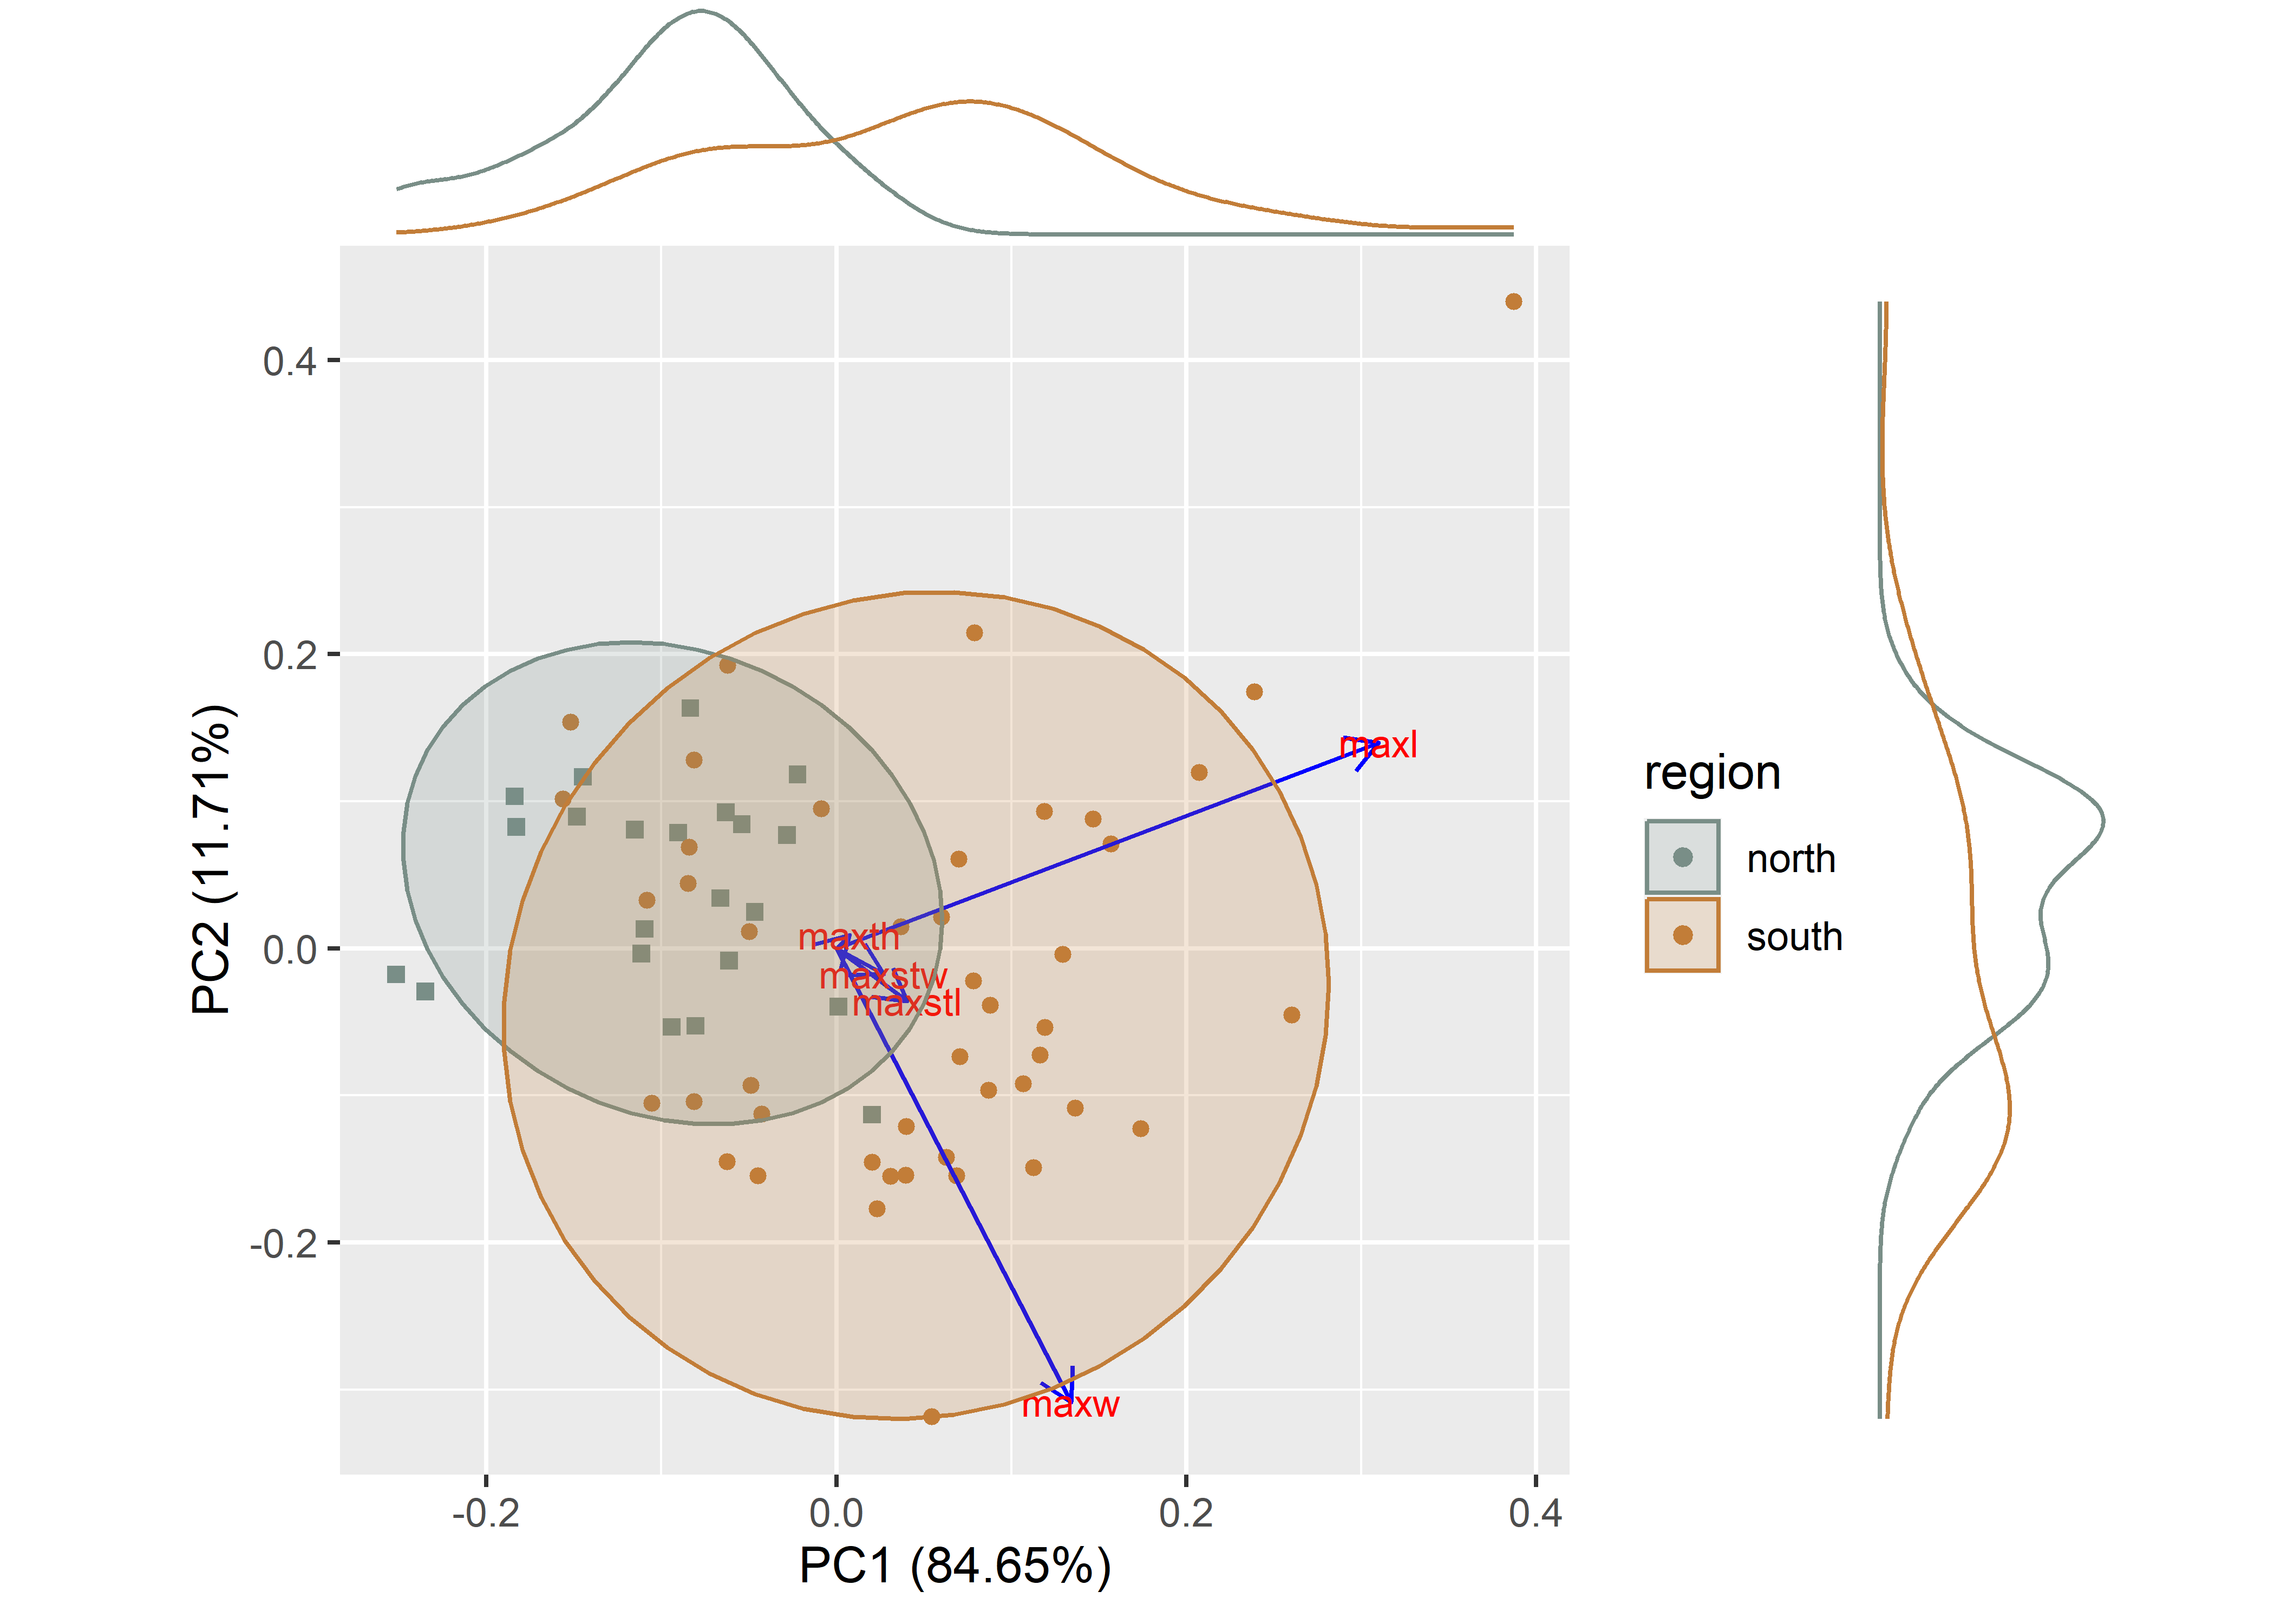 0.4
0.2
0.0
-0.2
PC2 (11.71%)
maxl
maxth
maxstw
maxstl
maxw
-0.2
0.0
0.2
0.4
PC1 (84.65%)
region
north
south